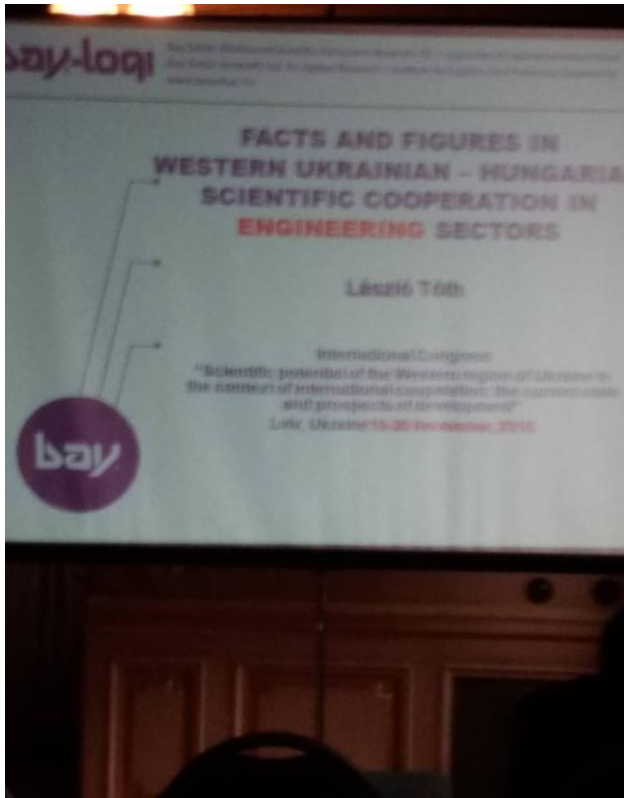 bay-logi
FACTS AND FIGURES IN
WESTERN UKRAINIAN – HUNGARIA
SCIENTIFIC COOPERATION IN
ENGINEERING SECTORS
László Tóth
International Congress
"Scientific potential of the Western region of Ukraine in
the context of international cooperation: the current state
and prospects of development"
Lviv, Ukraine November,
bay